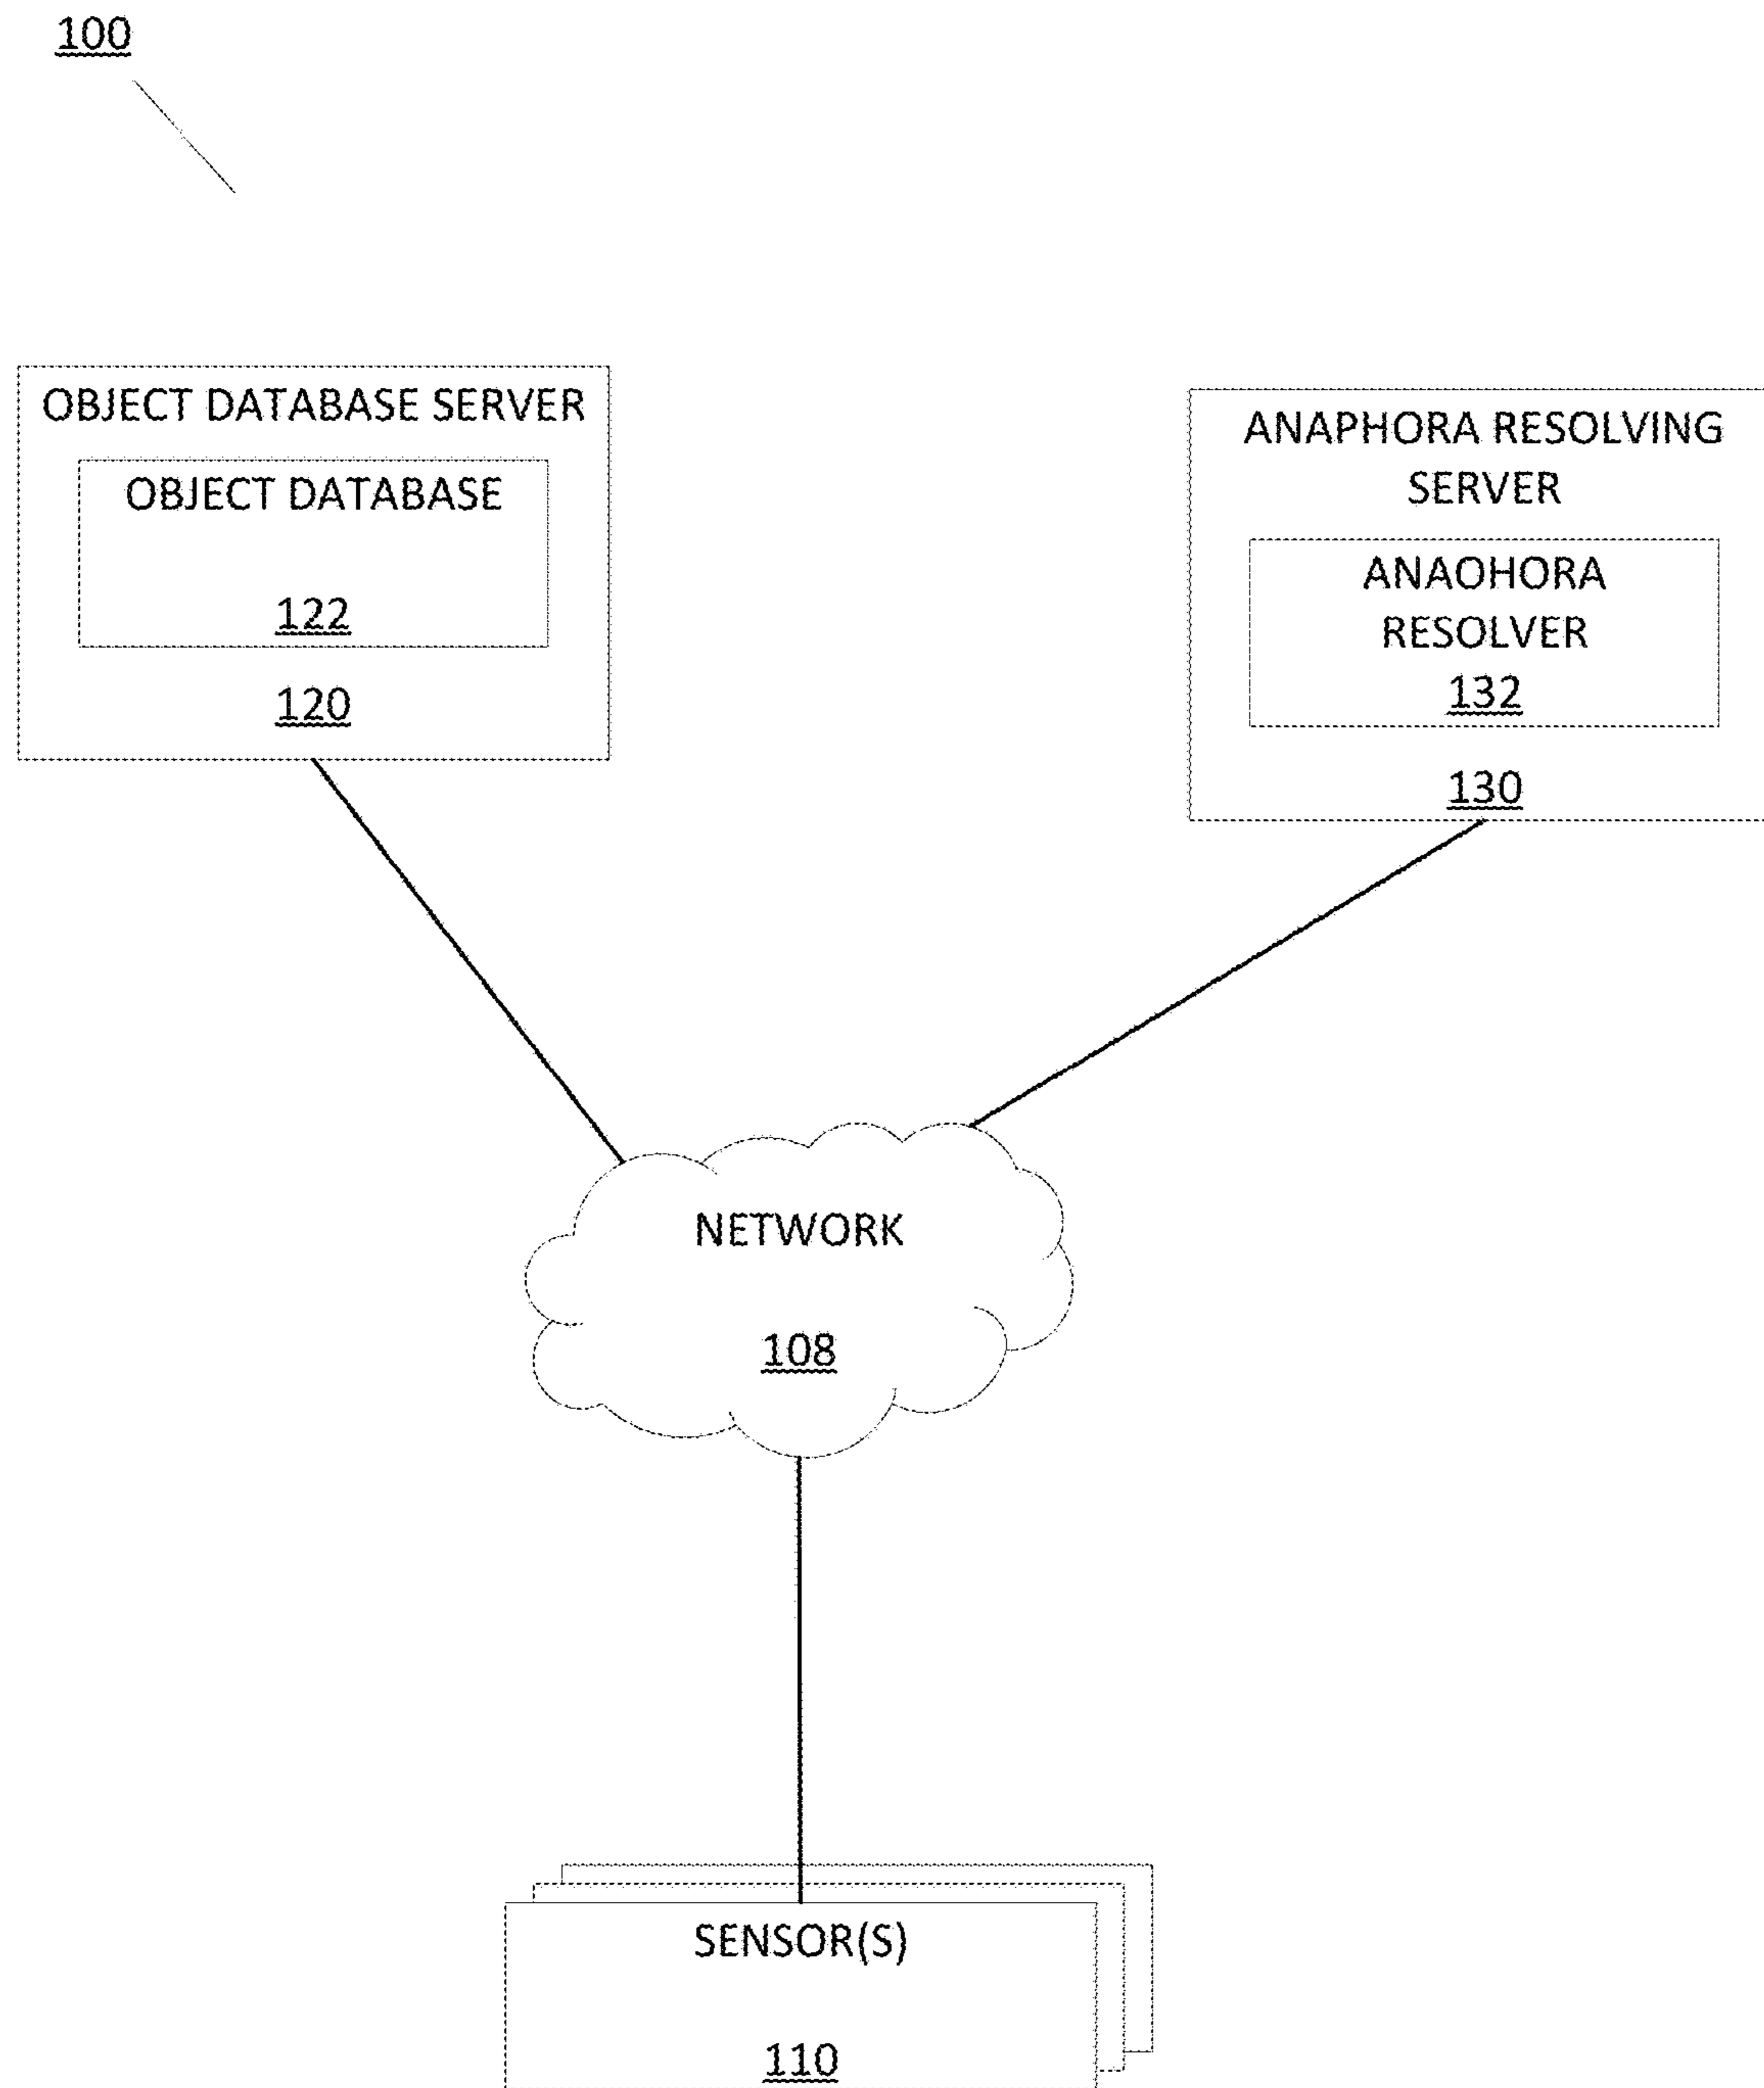 100
OBJECT DATABASE SERVER
OBJECT DATABASE
122
120
ANAPHORA RESOLVING
SERVER
ANAOHORA
RESOLVER
132
130
NETWORK
108
SENSOR(S)
110